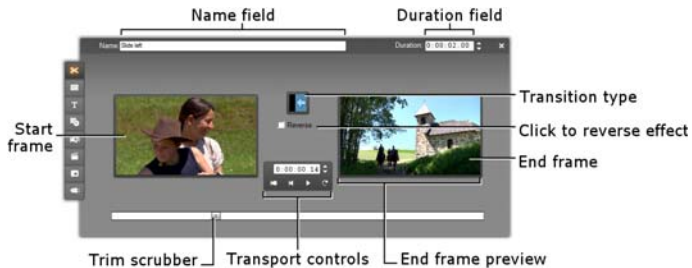 Name field
Duration field
Name Slide left
Duration 0:00:02.00
T
Transition type
Reverse
Click to reverse effect
Start frame
End frame
0:00:00.14
Trim scrubber
Transport controls
End frame preview